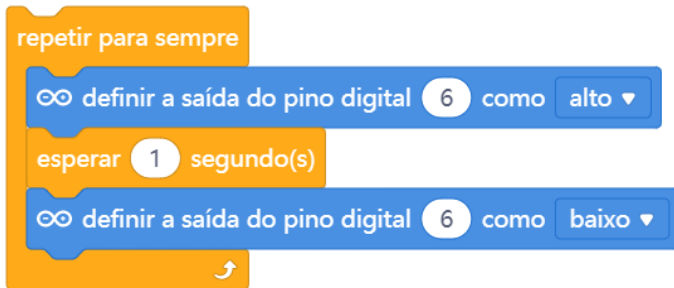 repetir para sempre
definir a saída do pino digital 6 como alto
esperar 1 segundo(s)
definir a saída do pino digital 6 como baixo